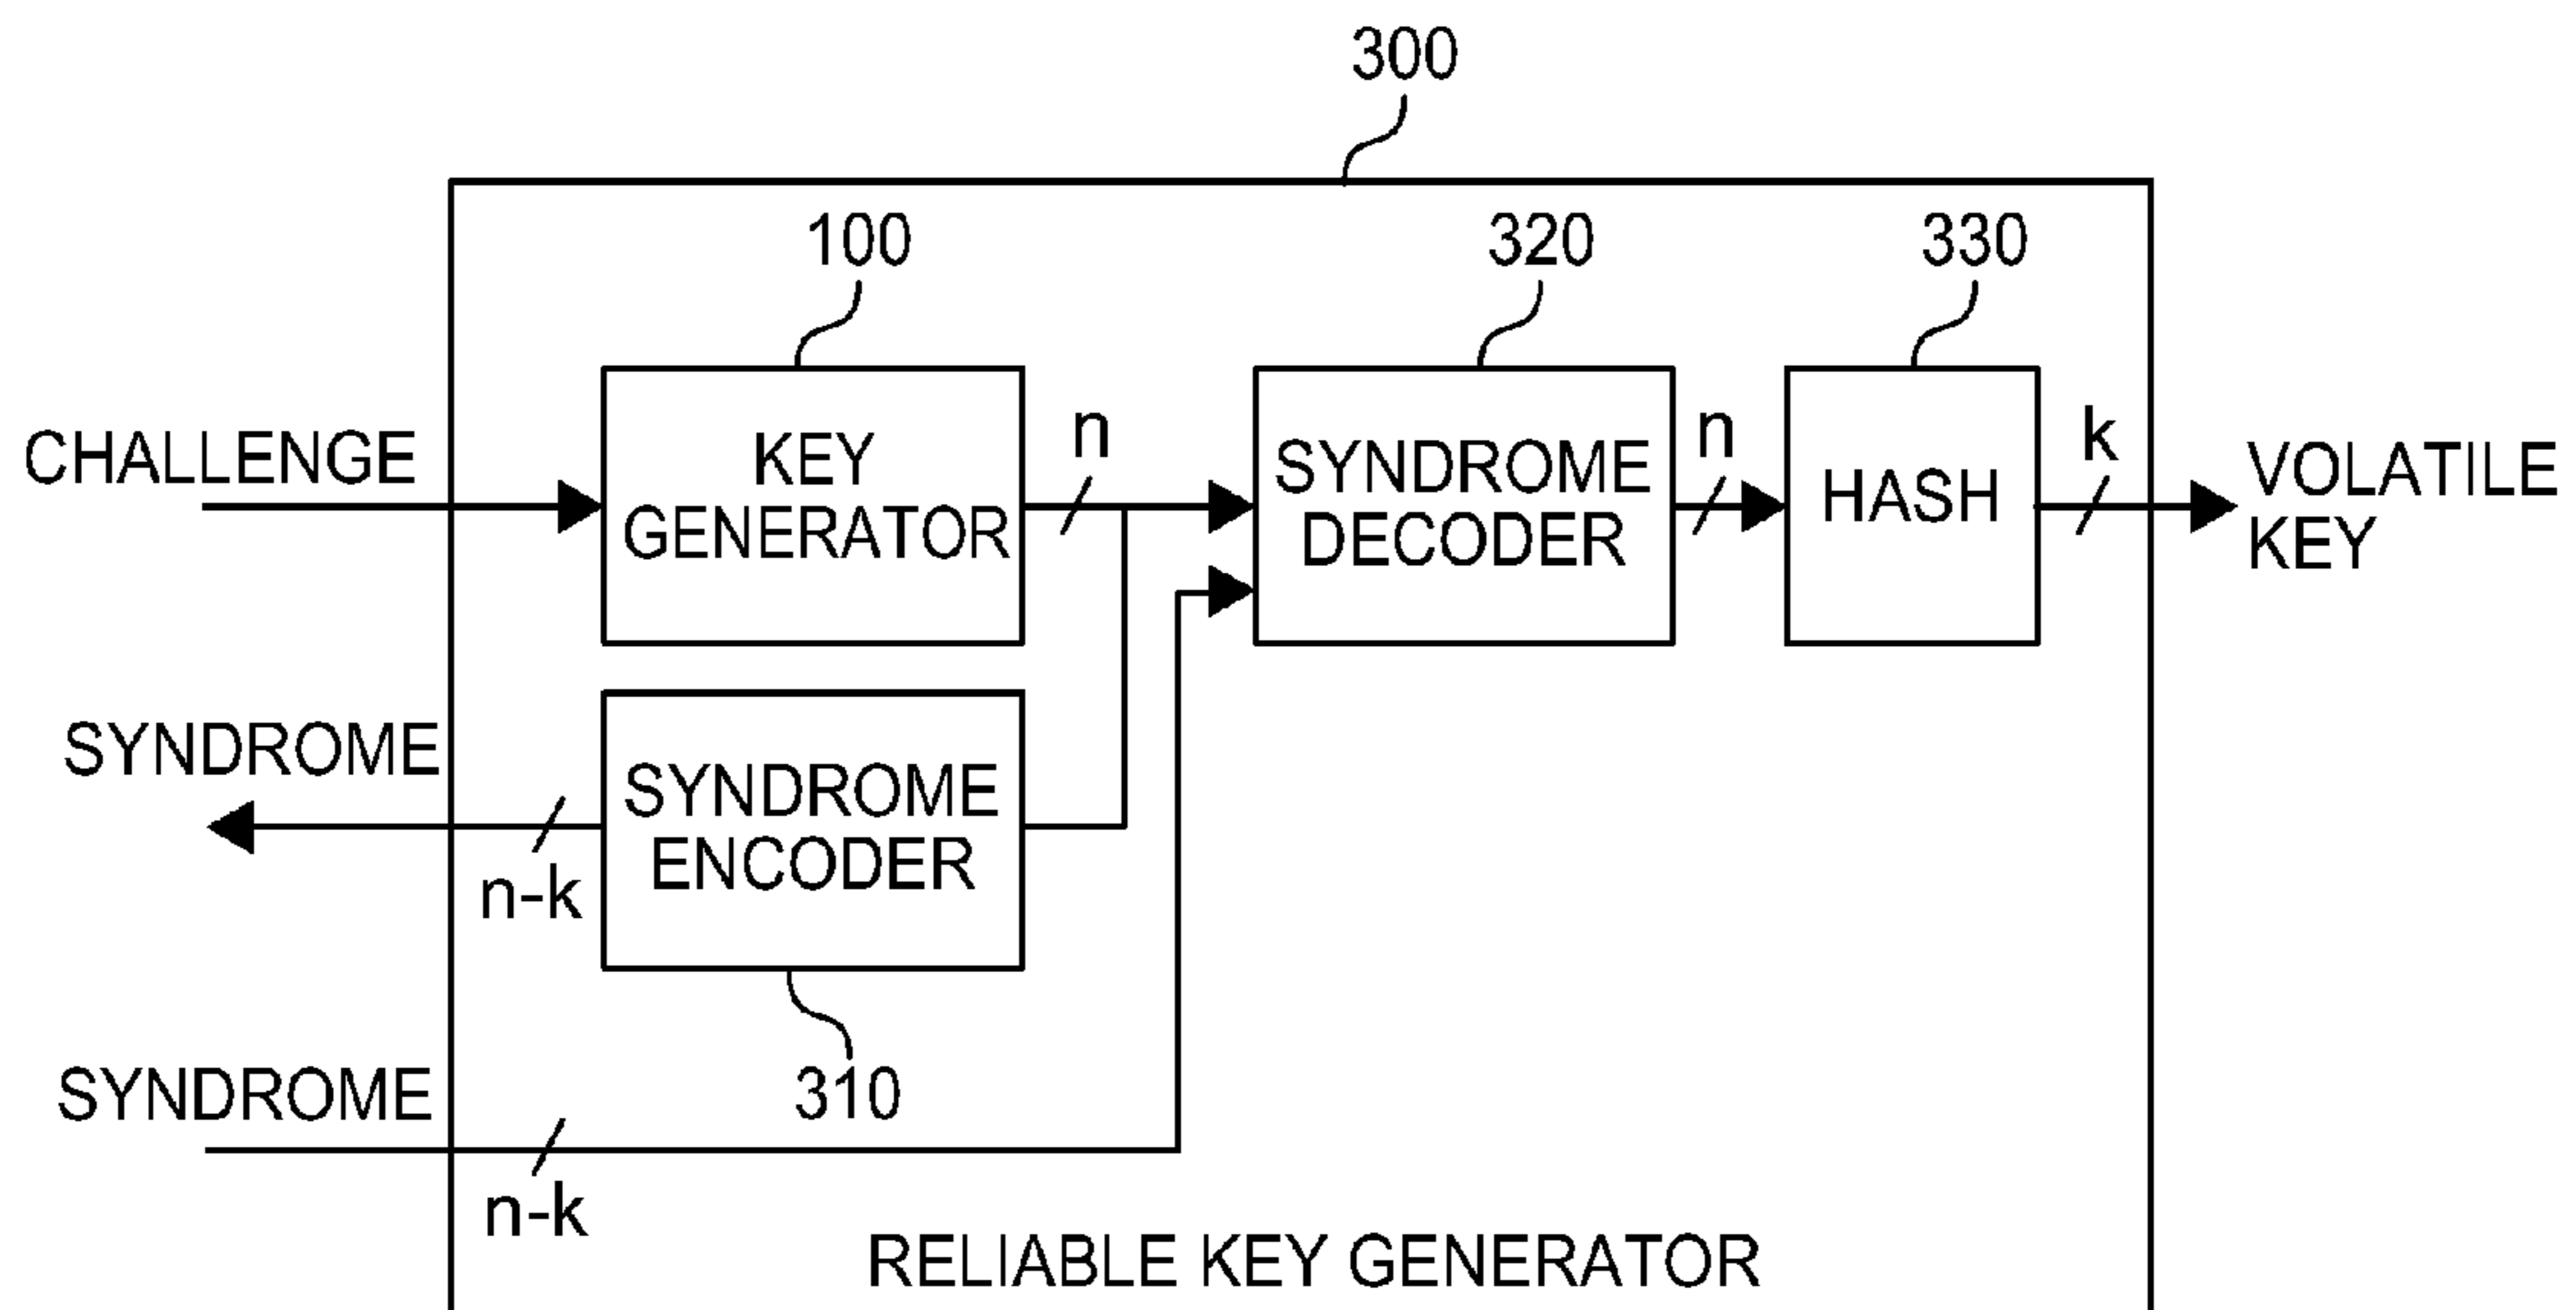 300
100
320
330
CHALLENGE
KEY
GENERATOR
n
SYNDROME
DECODER
n
HASH
k
VOLATILE
KEY
SYNDROME
n-k
SYNDROME
ENCODER
310
SYNDROME
n-k
RELIABLE KEY GENERATOR